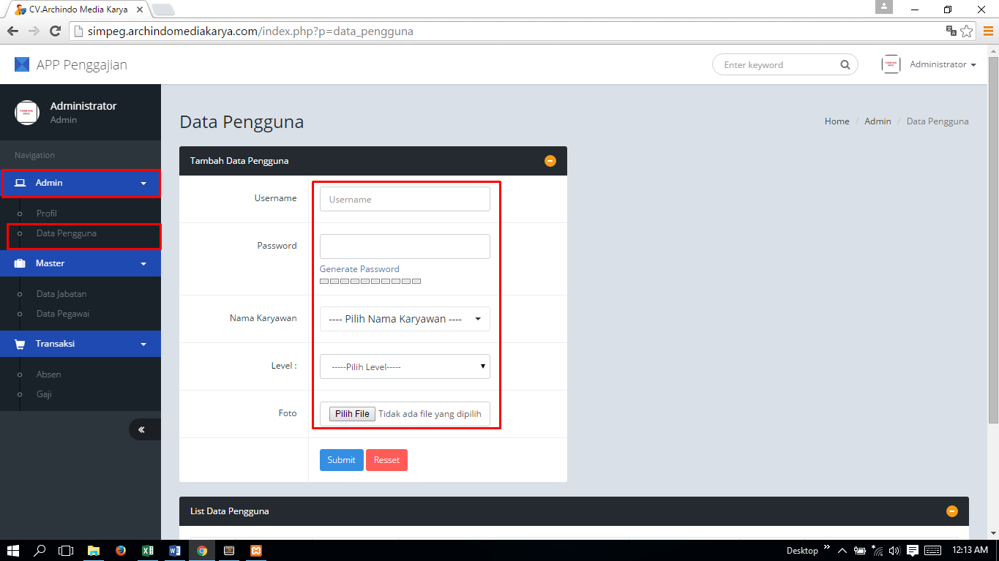 CV.Archindo Media Karya
simpeg.archindomediakarya.com/index.php?p=data_pengguna
APP Penggajian
Enter keyword
Administrator
Administrator
Admin
Navigation
Admin
Profil
Data Pengguna
Master
Data Jabatan
Data Pegawai
Transaksi
Absen
Gaji
Data Pengguna
Home / Admin / Data Pengguna
Tambah Data Pengguna
Username
Username
Password
Generate Password
Nama Karyawan
---- Pilih Nama Karyawan ----
Level :
-----Pilih Level-----
Foto
Pilih File Tidak ada file yang dipilih
Submit Resset
List Data Pengguna
Desktop
12:13 AM